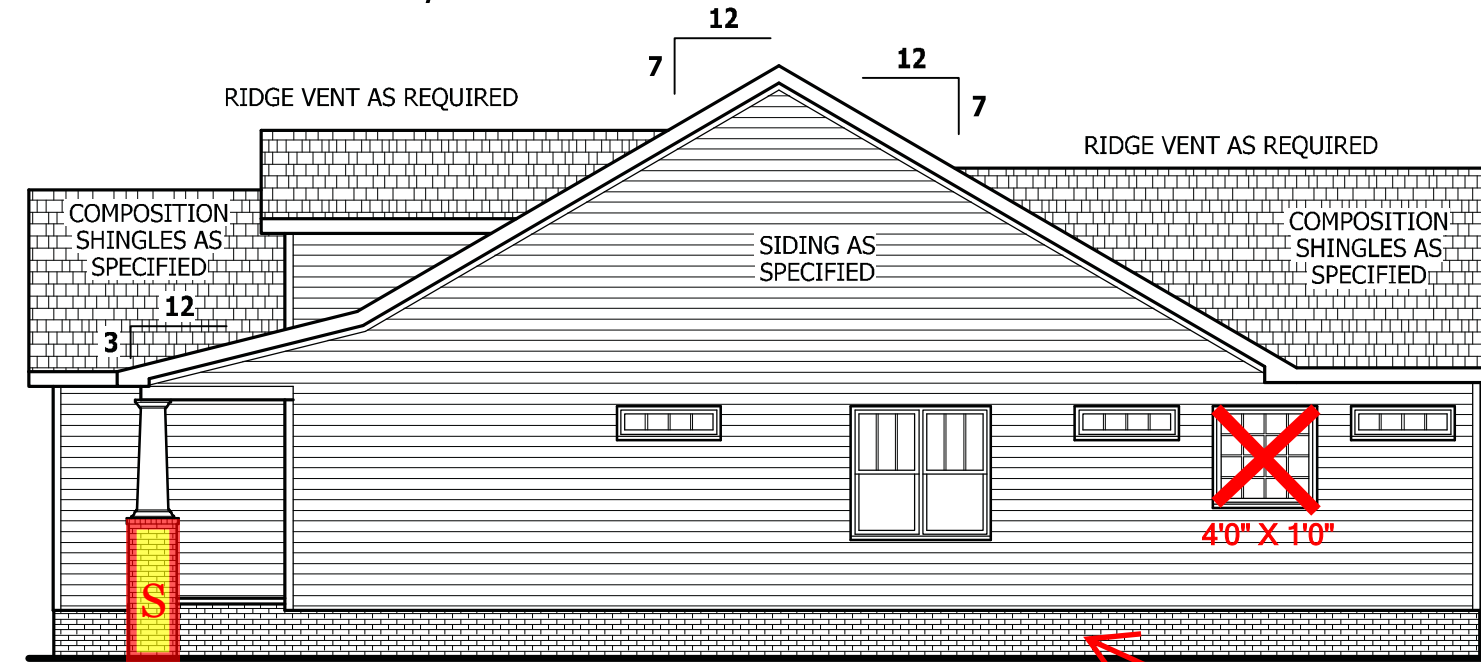 12
7
12
7
RIDGE VENT AS REQUIRED
RIDGE VENT AS REQUIRED
COMPOSITION
SHINGLES AS
SPECIFIED
SIDING AS
SPECIFIED
COMPOSITION
SHINGLES AS
SPECIFIED
12
3
4'0" X 1'0"
S